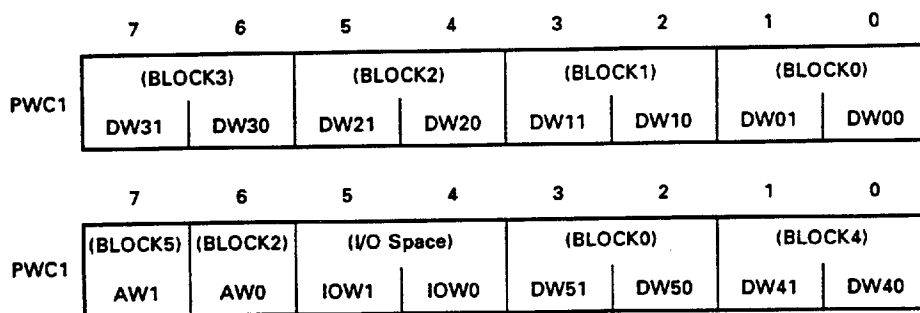 7 6 5 4 3 2 1 0
(BLOCK3) (BLOCK2) (BLOCK1) (BLOCK0)
PWC1
DW31 DW30 DW21 DW20 DW11 DW10 DW01 DW00
7 6 5 4 3 2 1 0
(BLOCK5) (BLOCK2) (I/O Space) (BLOCK0) (BLOCK4)
PWC1
AW1 AW0 IOW1 IOW0 DW51 DW50 DW41 DW40